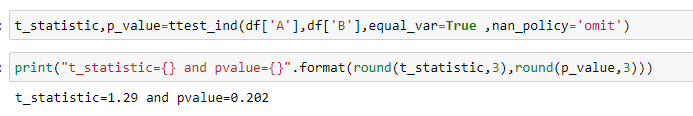 t_statistic,p_value=ttest_ind(df['A'],df['B'],equal_var=True ,nan_policy='omit')
print("t_statistic={} and pvalue={}".format(round(t_statistic,3),round(p_value,3)))
t_statistic=1.29 and pvalue=0.202